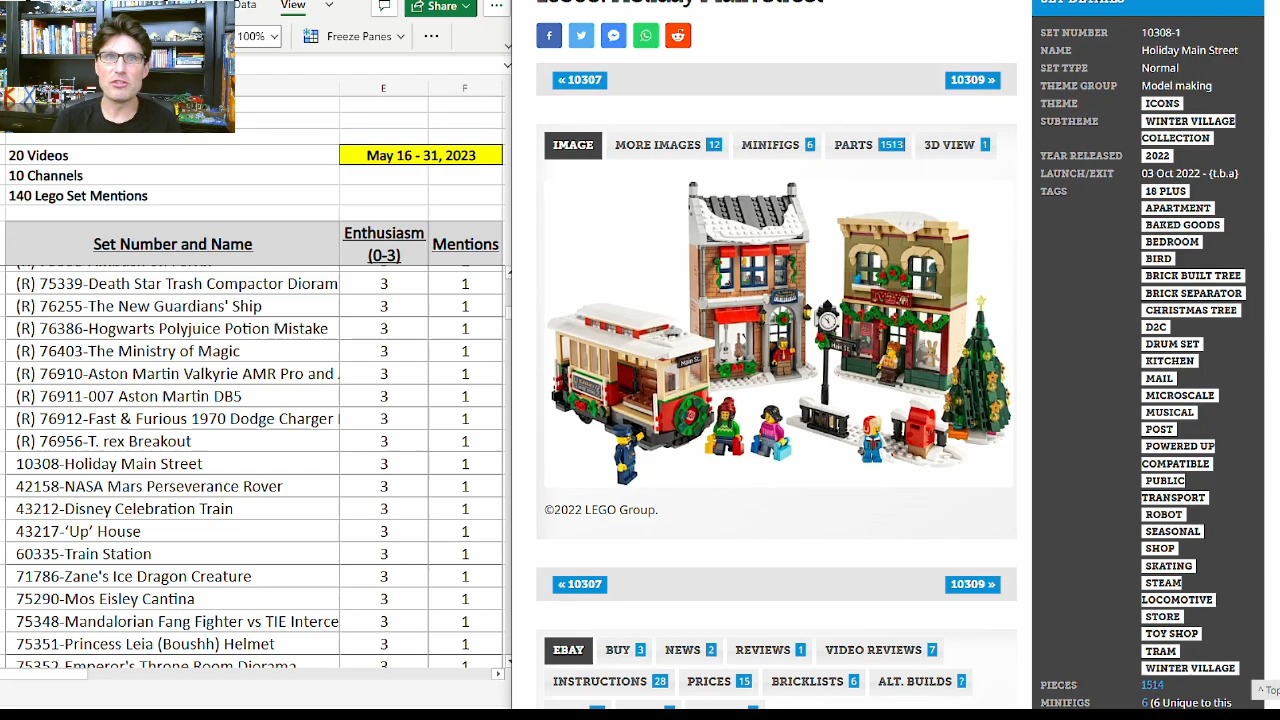 Data
View
Share
100%
Freeze Panes
E
F
20 Videos
May 16 - 31, 2023
10 Channels
140 Lego Set Mentions
Set Number and Name
Enthusiasm
(0-3)
Mentions
(R) 75339-Death Star Trash Compactor Dioram 3 1
(R) 76255-The New Guardians' Ship 3 1
(R) 76386-Hogwarts Polyjuice Potion Mistake 3 1
(R) 76403-The Ministry of Magic 3 1
(R) 76910-Aston Martin Valkyrie AMR Pro and 3 1
(R) 76911-007 Aston Martin DB5 3 1
(R) 76912-Fast & Furious 1970 Dodge Charger 3 1
(R) 76956-T. rex Breakout 3 1
10308-Holiday Main Street 3 1
42158-NASA Mars Perseverance Rover 3 1
43212-Disney Celebration Train 3 1
43217-‘Up’ House 3 1
60335-Train Station 3 1
71786-Zane's Ice Dragon Creature 3 1
75290-Mos Eisley Cantina 3 1
75348-Mandalorian Fang Fighter vs TIE Interce 3 1
75351-Princess Leia (Boushh) Helmet 3 1
75352-Emperor's Throne Room Diorama
« 10307
10309 »
IMAGE
MORE IMAGES 12
MINIFIGS 6
PARTS 1513
3D VIEW 1
Main St.
Main St.
©2022 LEGO Group.
« 10307
10309 »
EBAY
BUY 3
NEWS 2
REVIEWS 1
VIDEO REVIEWS 7
INSTRUCTIONS 28
PRICES 15
BRICKLISTS 6
ALT. BUILDS ?
SET DETAILS
SET NUMBER 10308-1
NAME Holiday Main Street
SET TYPE Normal
THEME GROUP Model making
THEME ICONS
SUBTHEME WINTER VILLAGE
COLLECTION
YEAR RELEASED 2022
LAUNCH/EXIT 03 Oct 2022 - {t.b.a}
TAGS 18 PLUS
APARTMENT
BAKED GOODS
BEDROOM
BIRD
BRICK BUILT TREE
BRICK SEPARATOR
CHRISTMAS TREE
D2C
DRUM SET
KITCHEN
MAIL
MICROSCALE
MUSICAL
POST
POWERED UP
COMPATIBLE
PUBLIC
TRANSPORT
ROBOT
SEASONAL
SHOP
SKATING
STEAM
LOCOMOTIVE
STORE
TOY SHOP
TRAM
WINTER VILLAGE
PIECES 1514
MINIFIGS 6 (6 Unique to this
^ Top